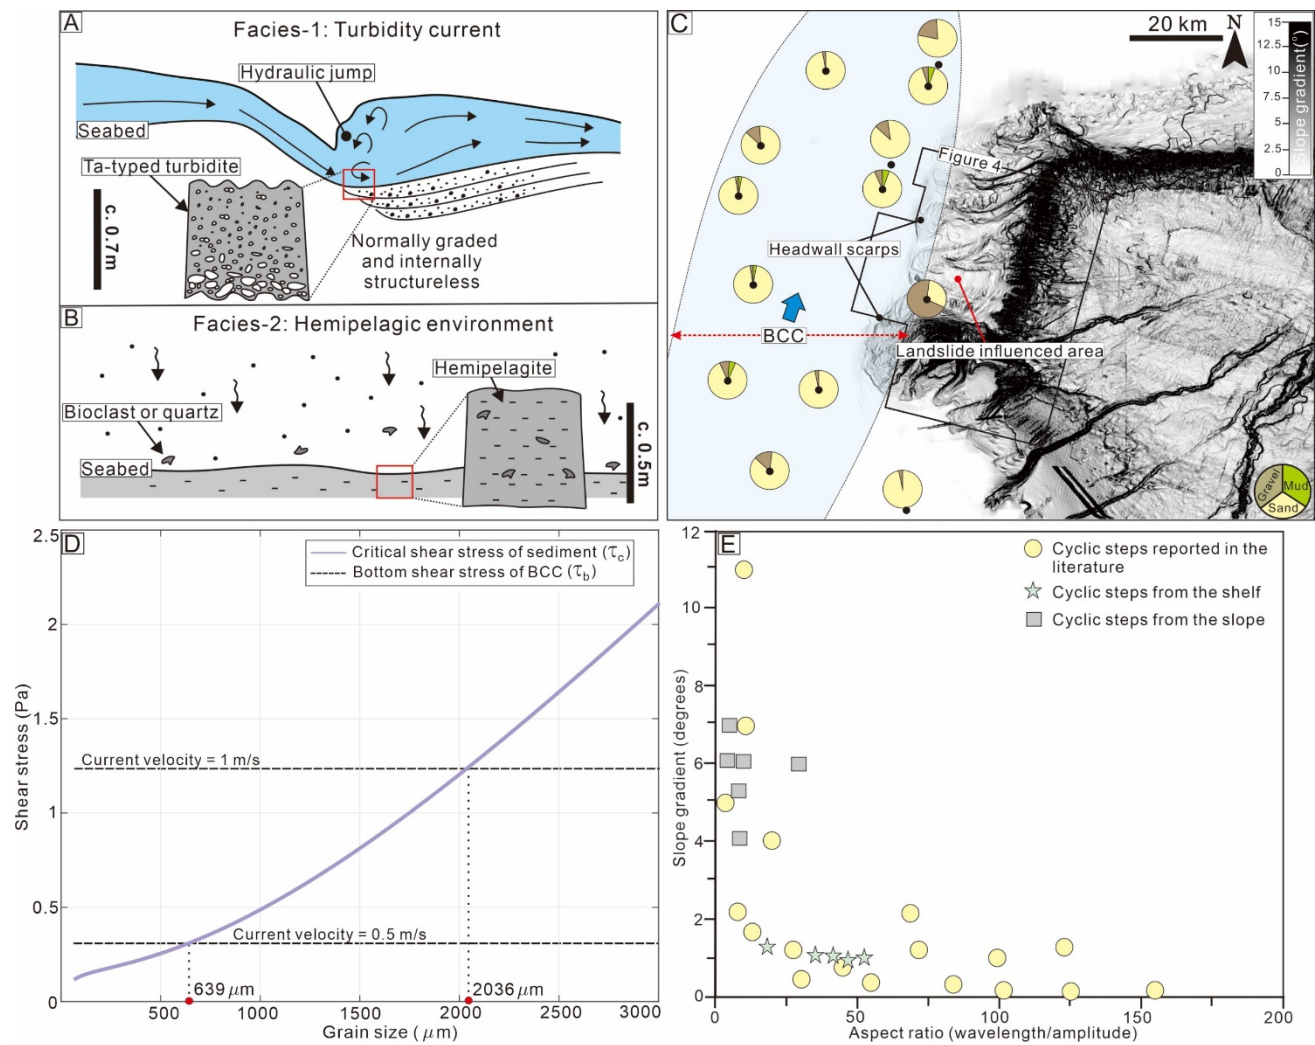 A
Facies-1: Turbidity current
Hydraulic jump
Seabed
Ta-typed turbidite
c. 0.7m
Normally graded
and internally
structureless
B
Facies-2: Hemipelagic environment
Hemipelagite
Bioclast or quartz
Seabed
c. 0.5m
C
20 km
N
15
12.5
10
7.5
5
2.5
0
slope gradient(°)
Figure 4
Headwall scarps
BCC
Landslide influenced area
Gravel
Mud
Sand
D
Critical shear stress of sediment (τc)
Bottom shear stress of BCC (τb)
2.5
2
1.5
1
0.5
0
Shear stress (Pa)
Current velocity = 1 m/s
Current velocity = 0.5 m/s
639 μm
2036 μm
500
1000
1500
2000
2500
3000
Grain size ( μm)
E
Cyclic steps reported in the
literature
Cyclic steps from the shelf
Cyclic steps from the slope
12
10
8
6
4
2
0
Slope gradient (degrees)
0
50
100
150
200
Aspect ratio (wavelength/amplitude)